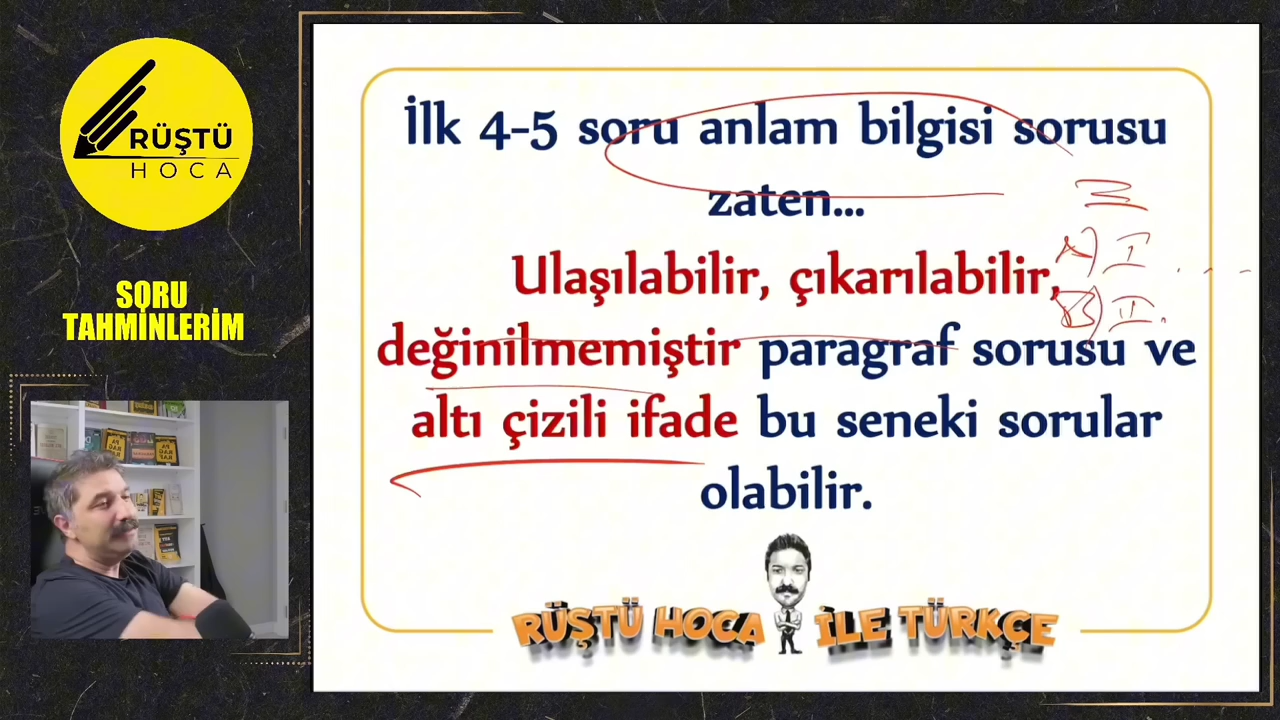 RÜŞTÜ
HOCA
SORU
TAHMİNLERİM
İlk 4-5 soru anlam bilgisi sorusu
zaten...
Ulaşılabilir, çıkarılabilir,
değinilmemiştir paragraf sorusu ve
altı çizili ifade bu seneki sorular
olabilir.
A) I
B) II.
RÜŞTÜ HOCA İLE TÜRKÇE